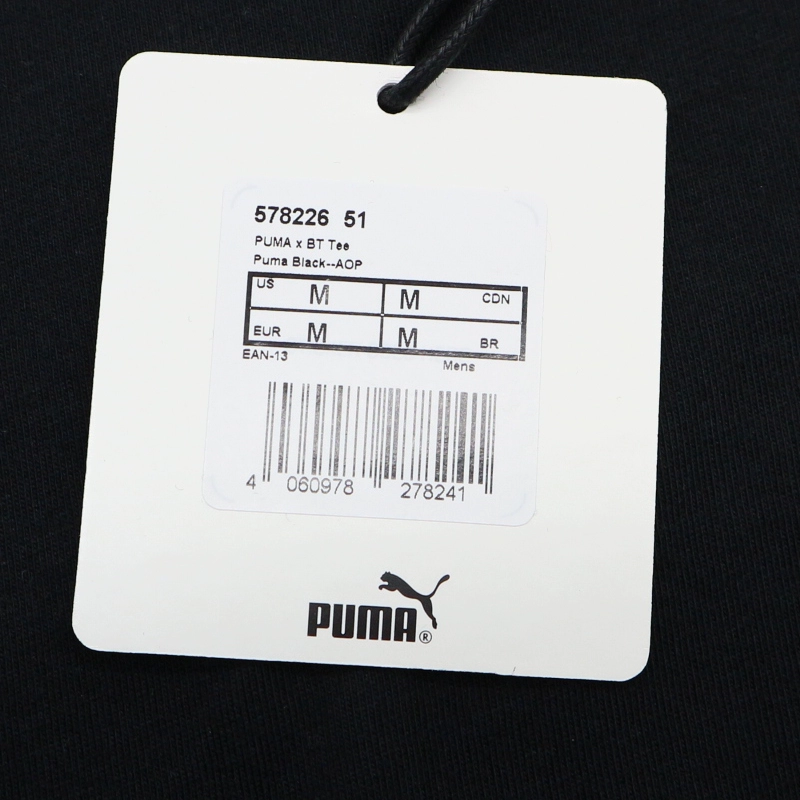 578226 51
PUMA x BT Tee
Puma Black--AOP
US M M CDN
EUR M M BR
EAN-13 Mens
4 060978 278241
PUMA®